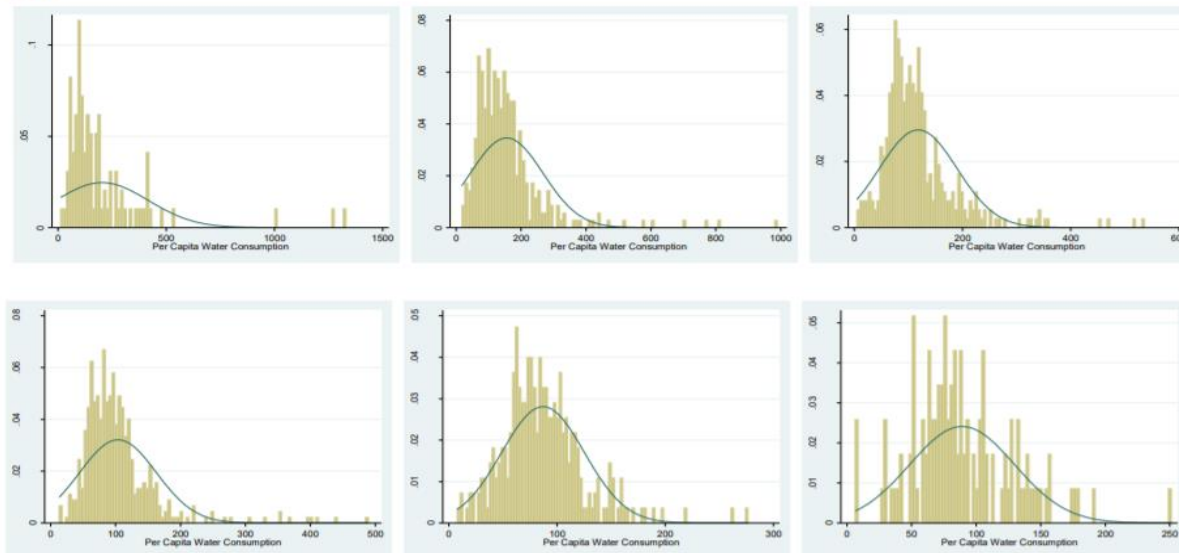 .1
.05
0
0 500 1000 1500
Per Capita Water Consumption
.08
.06
.04
.02
0
0 200 400 600 800 1000
Per Capita Water Consumption
.06
.04
.02
0
0 200 400 60
Per Capita Water Consumption
.08
.06
.04
.02
0
0 100 200 300 400 500
Per Capita Water Consumption
.05
.04
.03
.02
.01
0
0 100 200 300
Per Capita Water Consumption
.05
.04
.03
.02
.01
0
0 50 100 150 200 250
Per Capita Water Consumption